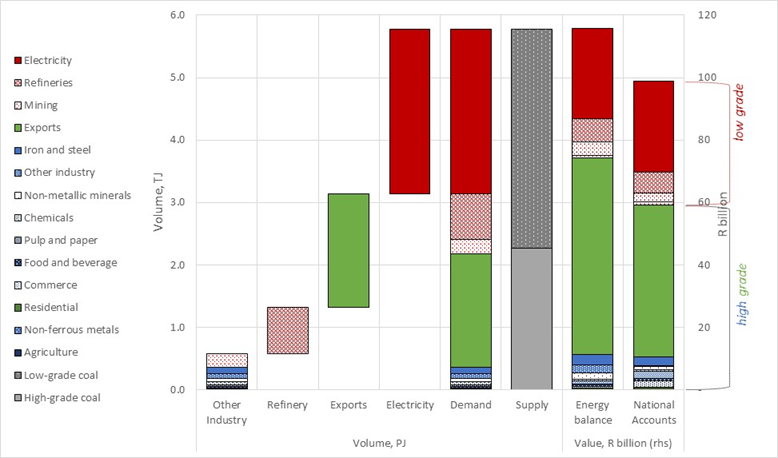 6.0
5.0
4.0
3.0
2.0
1.0
0.0
Volume, TJ
120
100
80
60
40
20
-
R billion
low grade
high grade
Electricity
Refineries
Mining
Exports
Iron and steel
Other industry
Non-metallic minerals
Chemicals
Pulp and paper
Food and beverage
Commerce
Residential
Non-ferrous metals
Agriculture
Low-grade coal
High-grade coal
Other
Industry
Refinery
Exports
Electricity
Demand
Supply
Energy
balance
National
Accounts
Volume, PJ
Value, R billion (rhs)